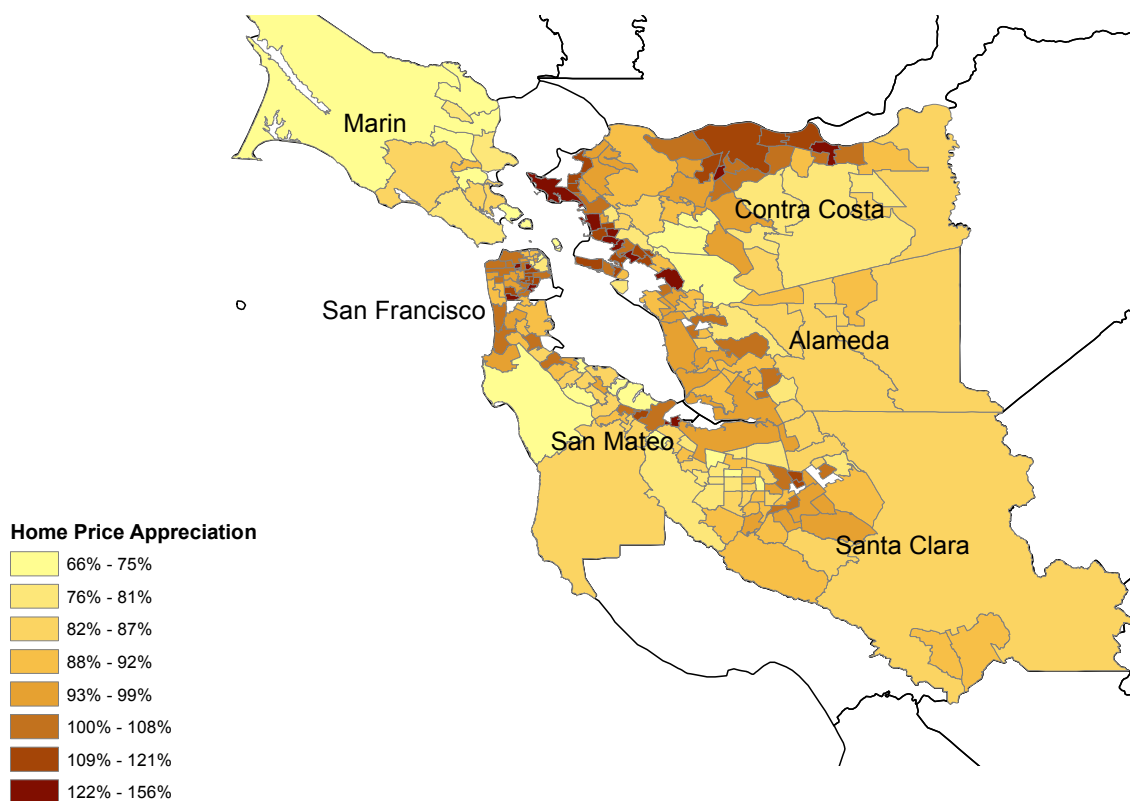 Marin
Contra Costa
San Francisco
Alameda
San Mateo
Santa Clara
Home Price Appreciation
66% - 75%
76% - 81%
82% - 87%
88% - 92%
93% - 99%
100% - 108%
109% - 121%
122% - 156%